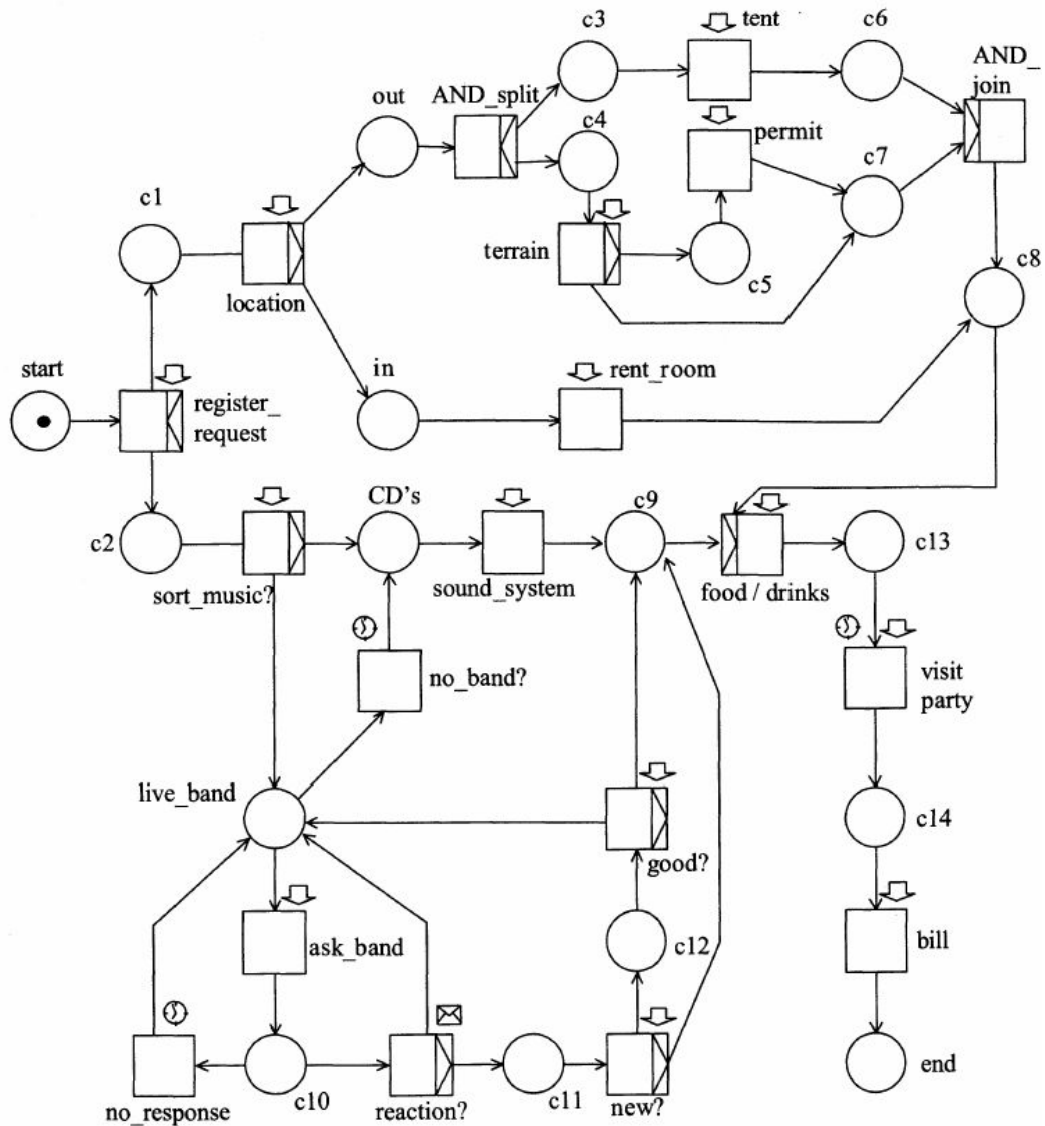 c3
tent
c6
AND_
join
out
AND_split
c4
permit
c7
c1
terrain
c5
c8
location
start
in
rent_room
register_
request
CD's
c9
c2
c13
sort_music?
sound_system
food / drinks
no_band?
visit
party
live_band
c14
good?
ask_band
c12
bill
no_response
c10
reaction?
c11
new?
end